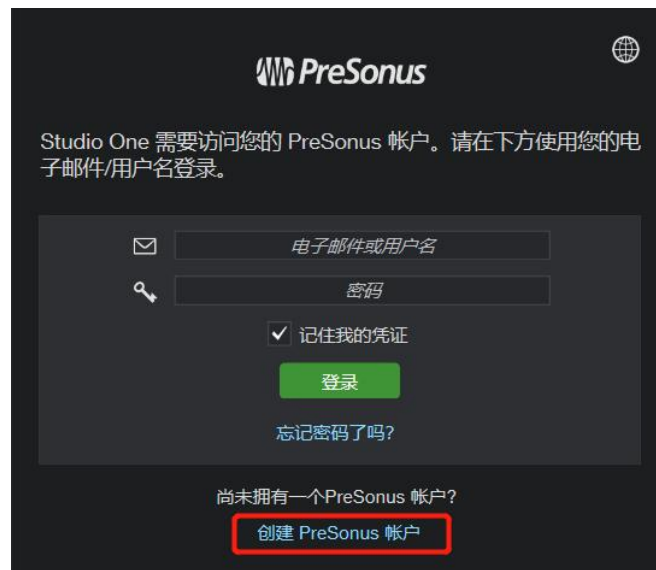 PreSonus
Studio One 需要访问您的 PreSonus 帐户。请在下方使用您的电
子邮件/用户名登录。
电子邮件或用户名
密码
记住我的凭证
登录
忘记密码了吗?
尚未拥有一个PreSonus 帐户?
创建 PreSonus 帐户